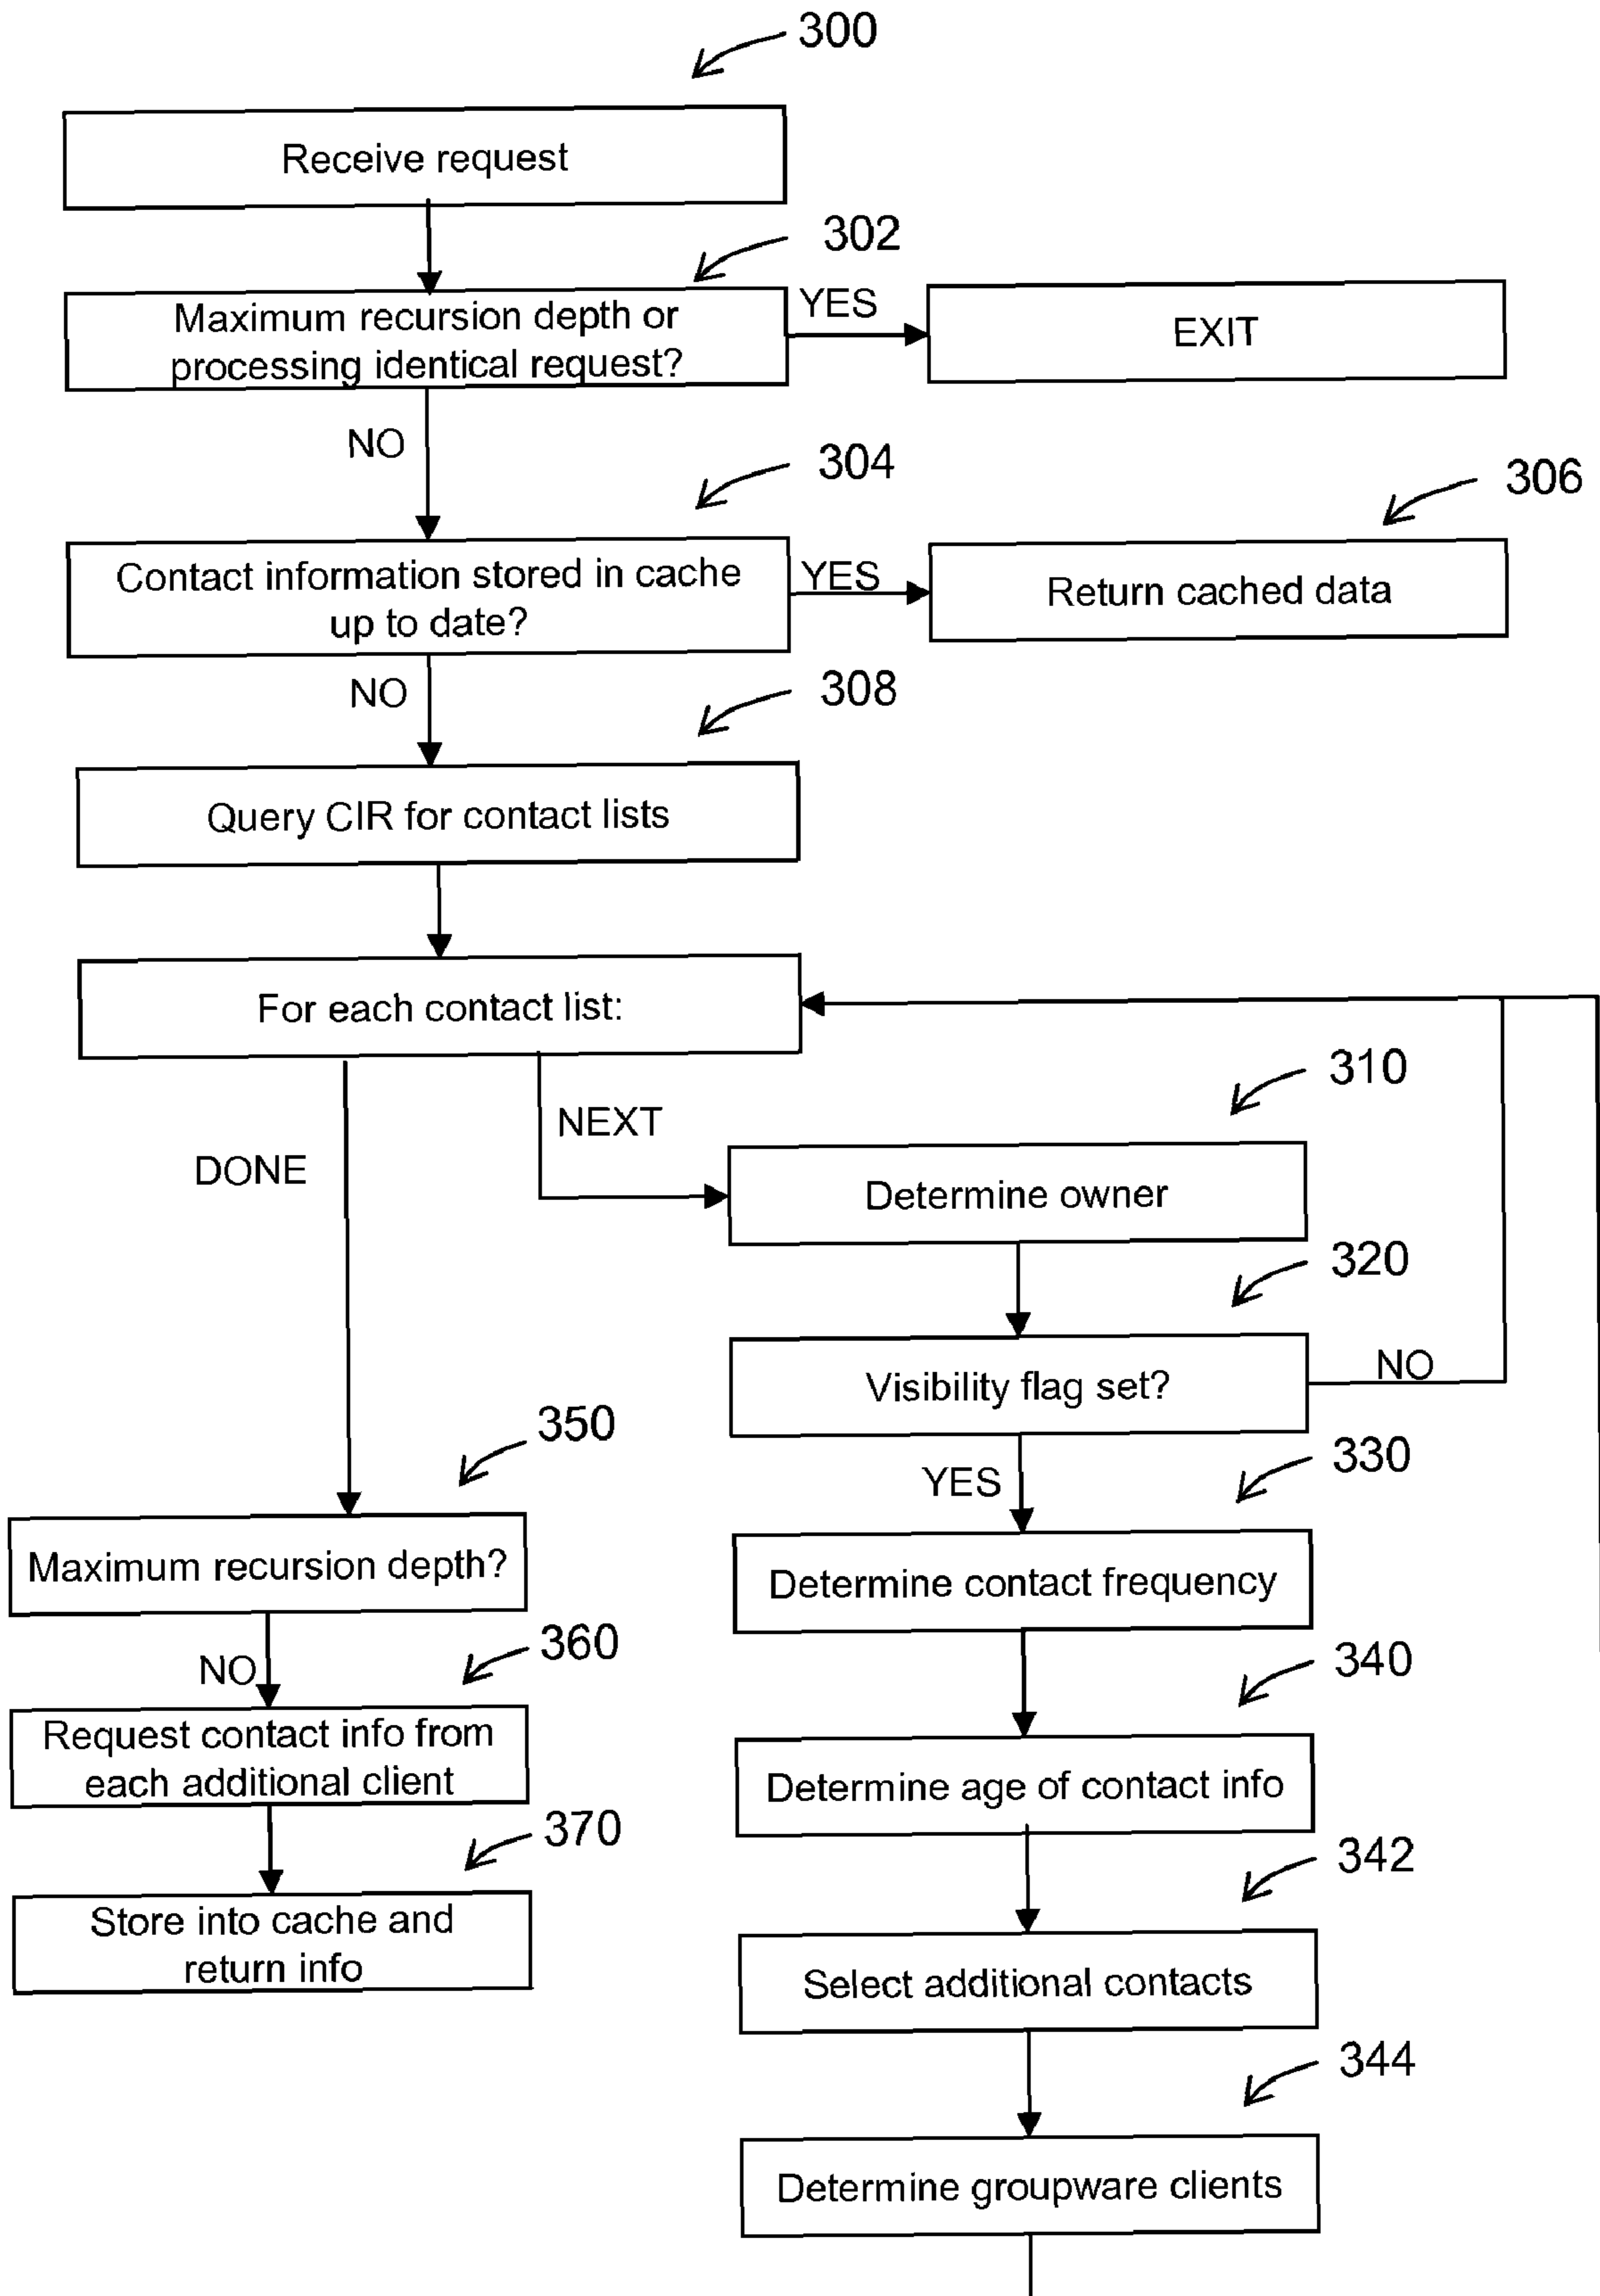 300
Receive request
302
Maximum recursion depth or
processing identical request?
YES
EXIT
NO
304
306
Contact information stored in cache
up to date?
YES
Return cached data
NO
308
Query CIR for contact lists
For each contact list:
310
NEXT
DONE
Determine owner
320
Visibility flag set?
NO
350
330
YES
Maximum recursion depth?
Determine contact frequency
360
340
NO
Request contact info from
each additional client
Determine age of contact info
370
342
Store into cache and
return info
Select additional contacts
344
Determine groupware clients